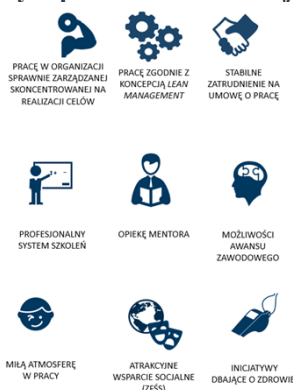 PRACĘ W ORGANIZACJI
SPRAWNIE ZARZĄDZANEJ
SKONCENTROWANEJ NA
REALIZACJI CELÓW
PRACĘ ZGODNIE Z
KONCEPCJĄ LEAN
MANAGEMENT
STABILNE
ZATRUDNIENIE NA
UMOWĘ O PRACĘ
PROFESJONALNY
SYSTEM SZKOLEŃ
OPIEKĘ MENTORA
MOŻLIWOŚCI
AWANSU
ZAWODOWEGO
MIŁĄ ATMOSFERĘ
W PRACY
ATRAKCYJNE
WSPARCIE SOCJALNE
(ZFŚS)
INICJATYWY
DBAJĄCE O ZDROWIE